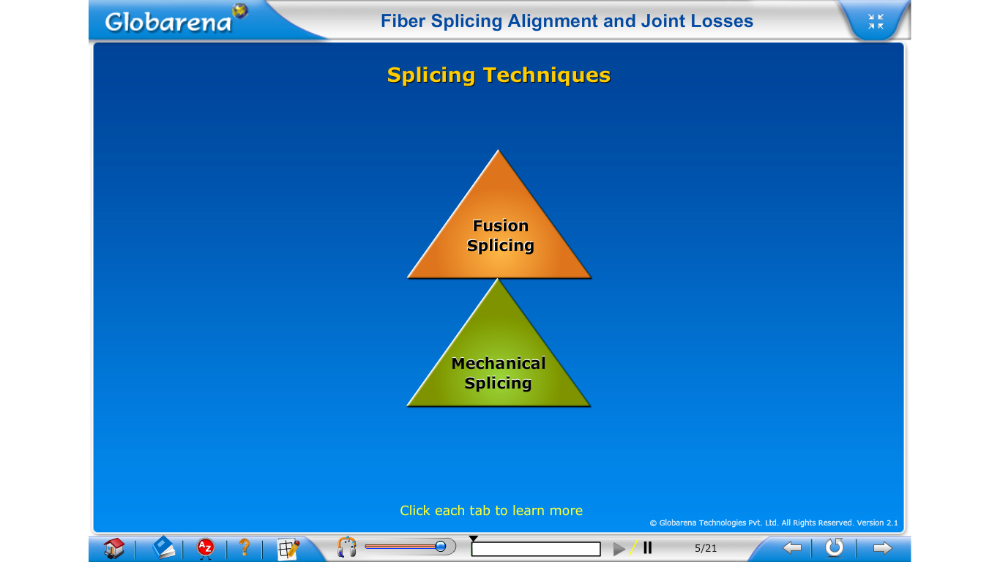 Globarena
Fiber Splicing Alignment and Joint Losses
Splicing Techniques
Fusion
Splicing
Mechanical
Splicing
Click each tab to learn more
© Globarena Technologies Pvt. Ltd. All Rights Reserved. Version 2.1
AZ
?
5/21